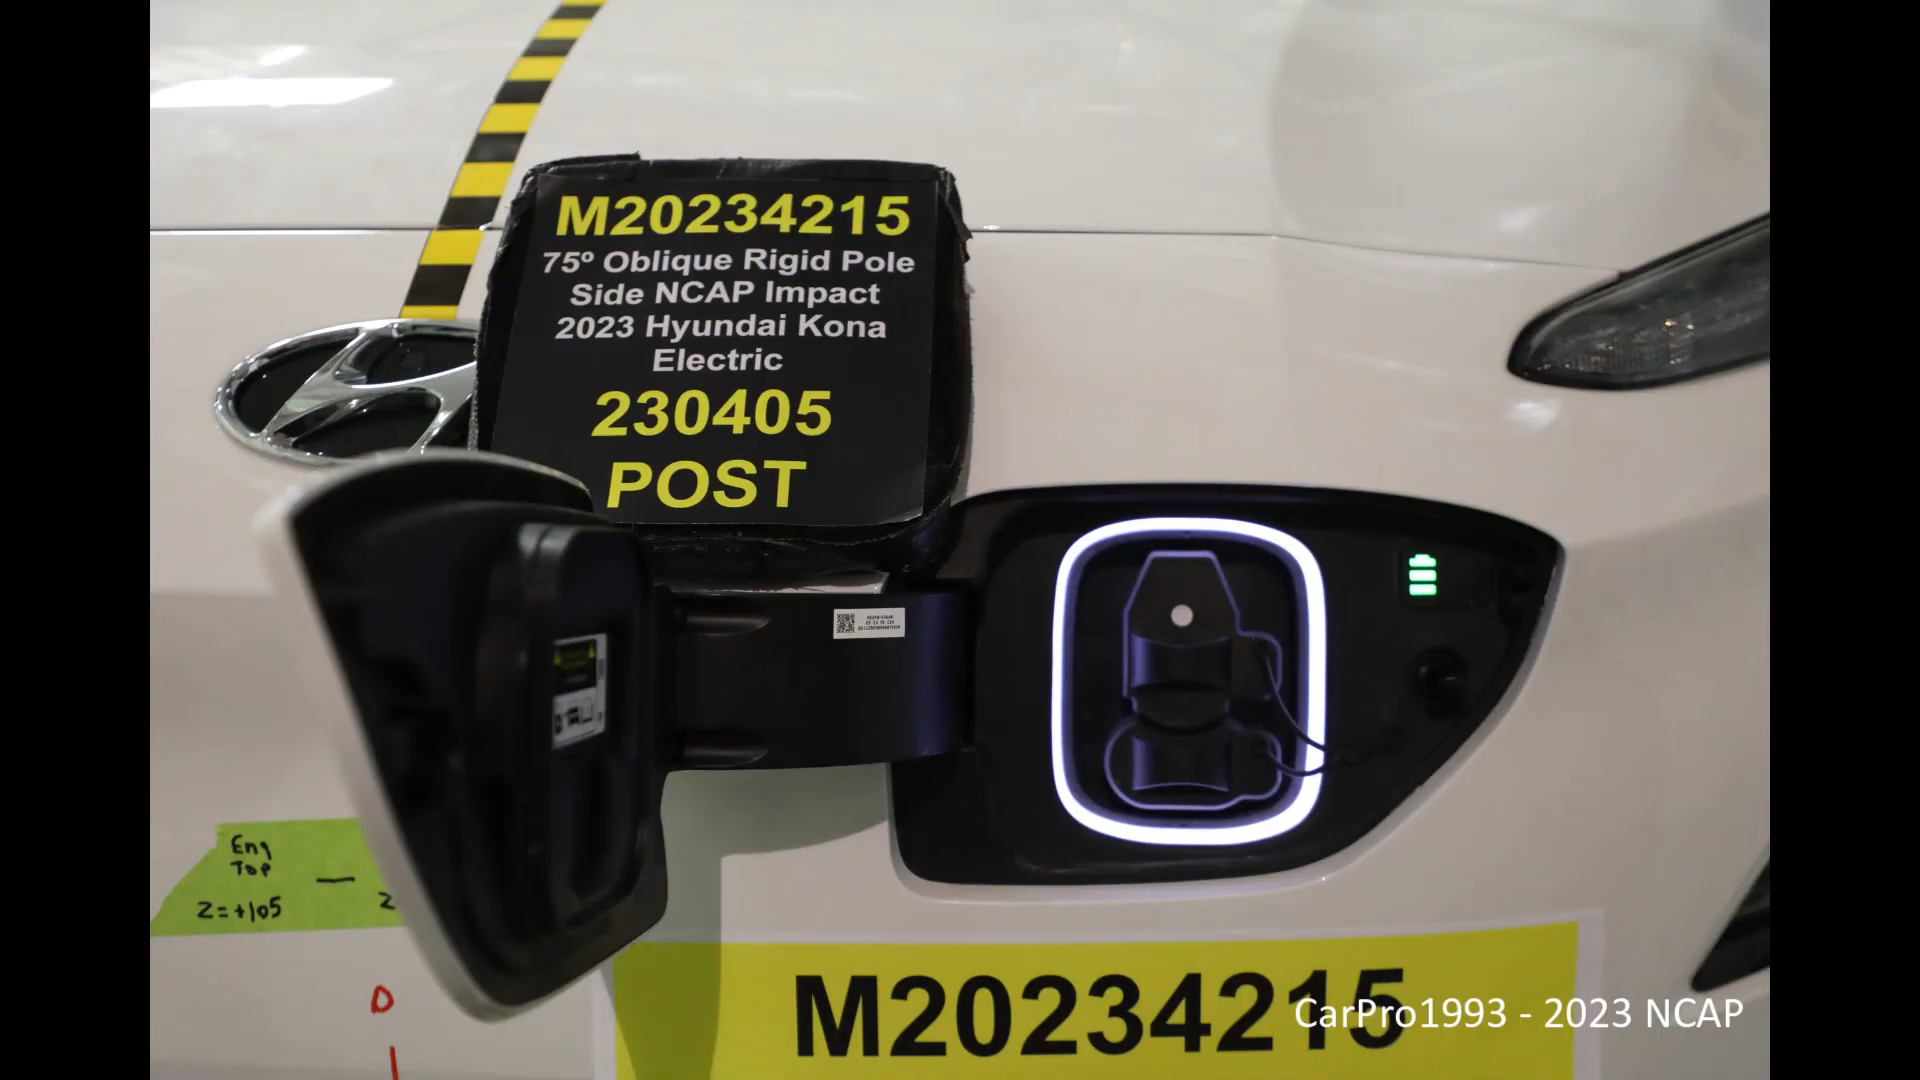 M20234215
75º Oblique Rigid Pole
Side NCAP Impact
2023 Hyundai Kona
Electric
230405
POST
Eng
TOP
Z=+105
—
Z
0
M20234215
CarPro1993 - 2023 NCAP